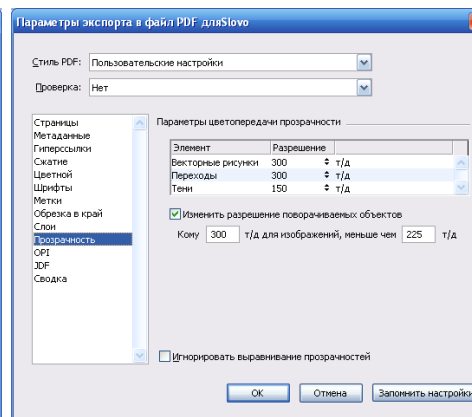 Параметры экспорта в файл PDF дляSlovo
Стиль PDF: Пользовательские настройки
Проверка: Нет
Страницы
Метаданные
Гиперссылки
Сжатие
Цветной
Шрифты
Метки
Обрезка в край
Слои
Прозрачность
OPI
JDF
Сводка
Параметры цветопередачи прозрачности
Элемент Разрешение
Векторные рисунки 300 т/д
Переходы 300 т/д
Тени 150 т/д
Изменить разрешение поворачиваемых объектов
Кому 300 т/д для изображений, меньше чем 225 т/д
Игнорировать выравнивание прозрачностей
OK Отмена Запомнить настройки